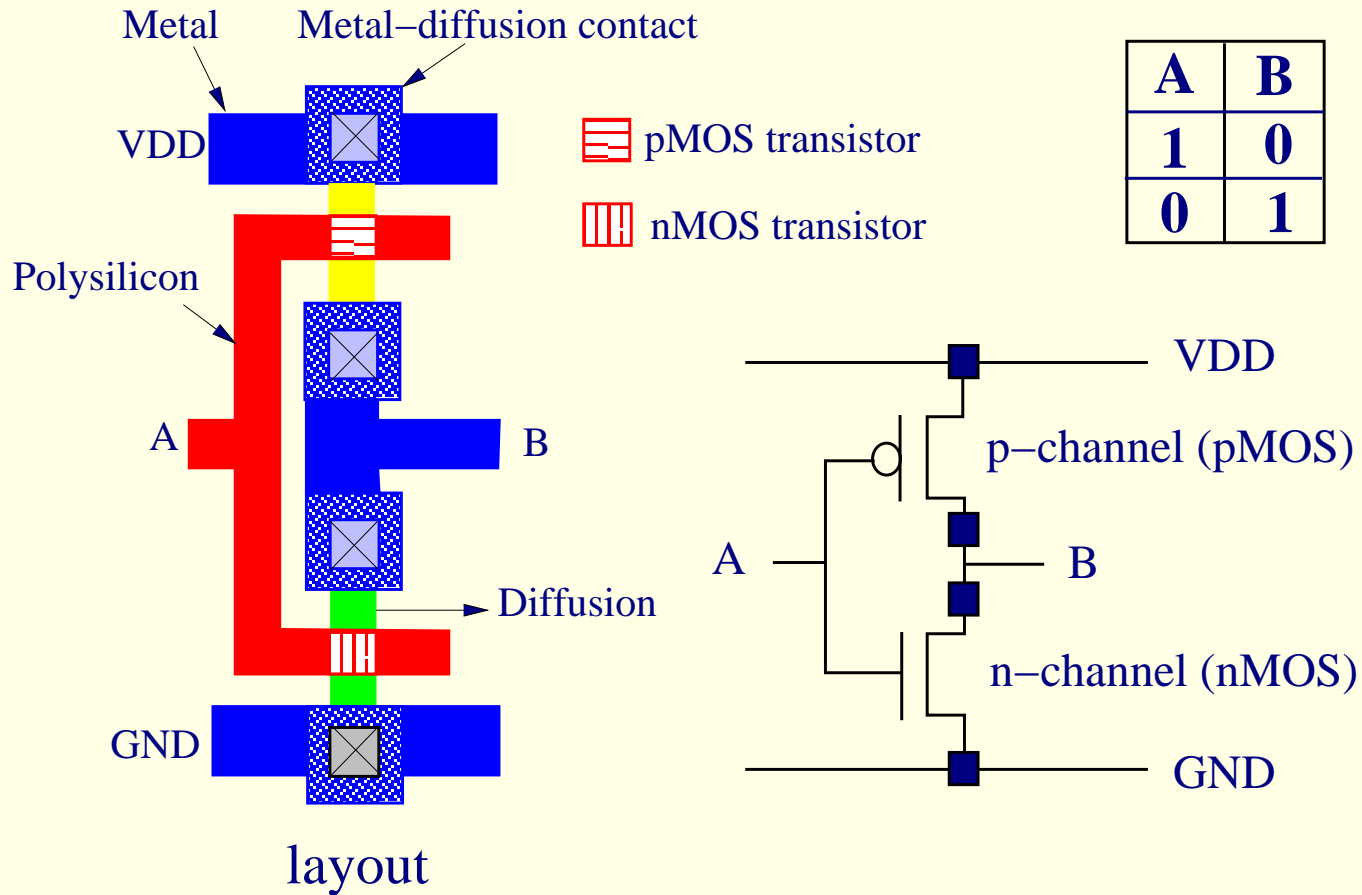 Metal
Metal−diffusion contact
VDD
pMOS transistor
nMOS transistor
A B
1 0
0 1
Polysilicon
A
B
Diffusion
GND
layout
VDD
p−channel (pMOS)
A
B
n−channel (nMOS)
GND